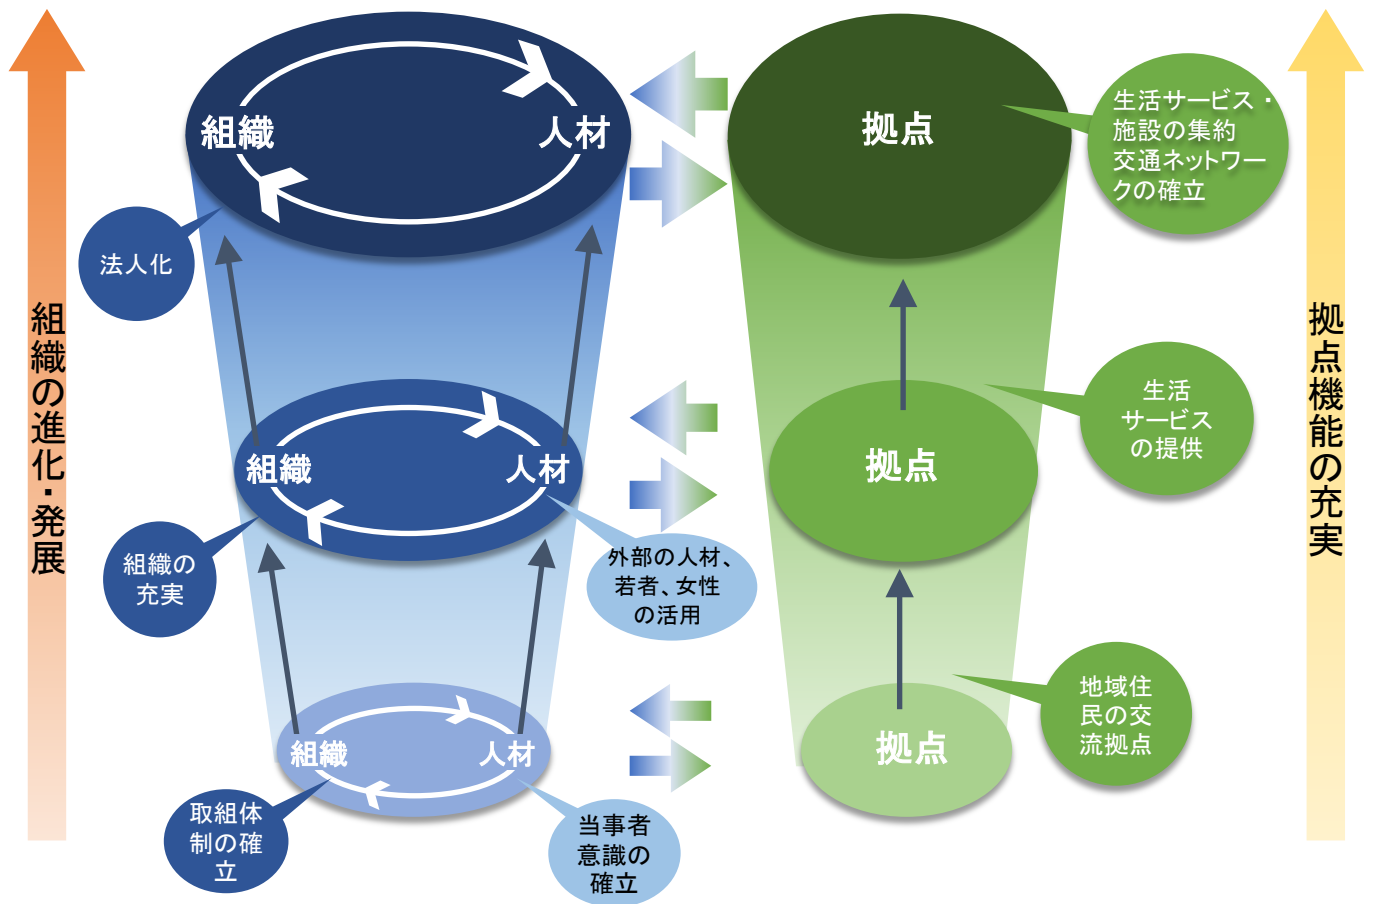 組織の進化・発展
組織
人材
拠点
生活サービス・
施設の集約
交通ネットワー
クの確立
法人化
組織
人材
拠点
生活
サービス
の提供
組織の
充実
外部の人材、
若者、女性
の活用
組織
人材
拠点
地域住
民の交
流拠点
取組体
制の確
立
当事者
意識の
確立
拠点機能の充実